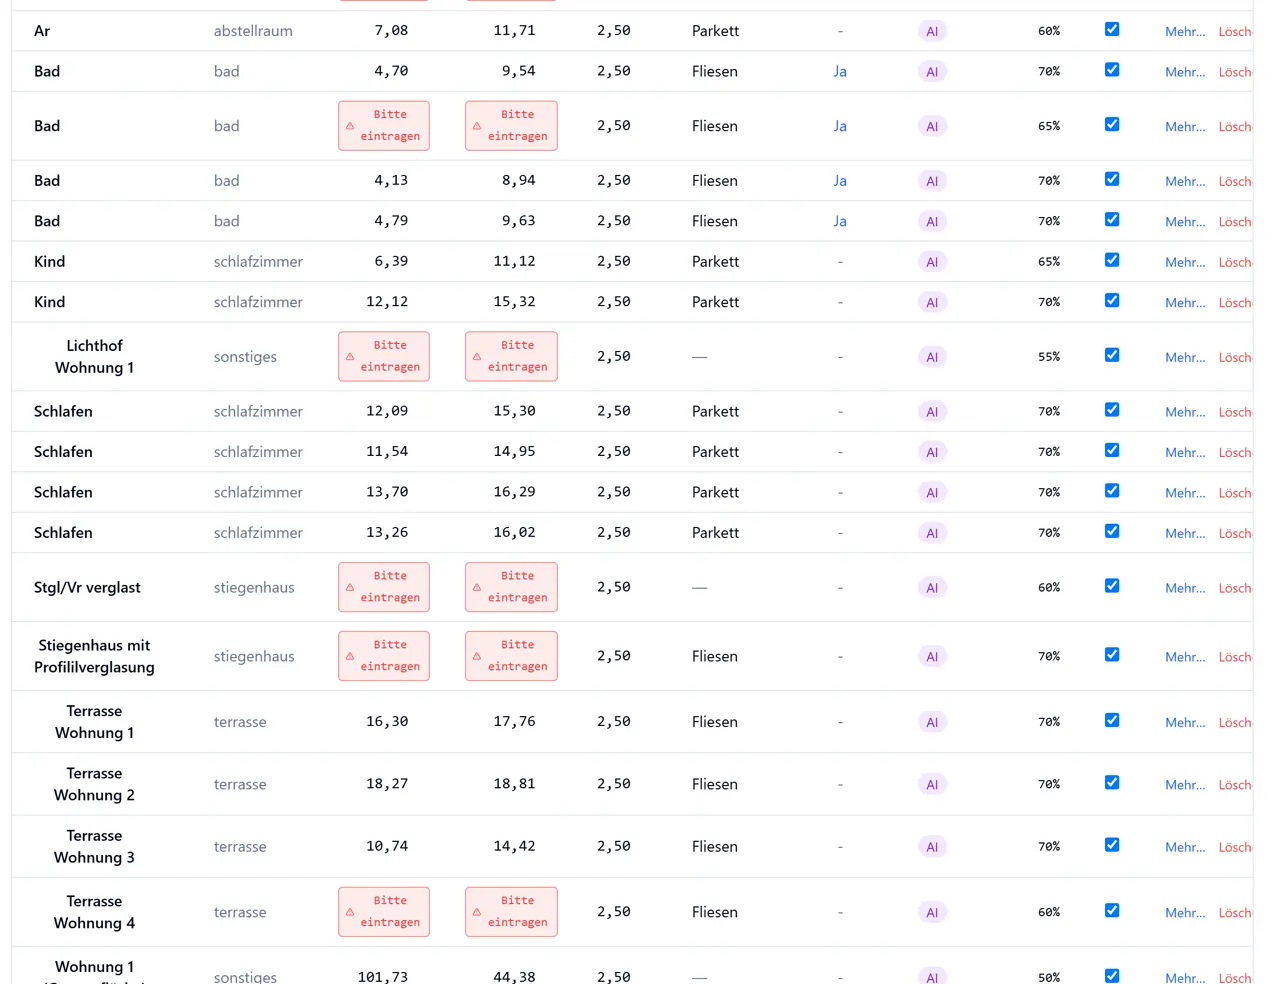 Ar abstellraum 7,08 11,71 2,50 Parkett - AI 60% Mehr... Lösch
Bad bad 4,70 9,54 2,50 Fliesen Ja AI 70% Mehr... Lösch
Bad bad Bitte eintragen Bitte eintragen 2,50 Fliesen Ja AI 65% Mehr... Lösch
Bad bad 4,13 8,94 2,50 Fliesen Ja AI 70% Mehr... Lösch
Bad bad 4,79 9,63 2,50 Fliesen Ja AI 70% Mehr... Lösch
Kind schlafzimmer 6,39 11,12 2,50 Parkett - AI 65% Mehr... Lösch
Kind schlafzimmer 12,12 15,32 2,50 Parkett - AI 70% Mehr... Lösch
Lichthof Wohnung 1 sonstiges Bitte eintragen Bitte eintragen 2,50 — - AI 55% Mehr... Lösch
Schlafen schlafzimmer 12,09 15,30 2,50 Parkett - AI 70% Mehr... Lösch
Schlafen schlafzimmer 11,54 14,95 2,50 Parkett - AI 70% Mehr... Lösch
Schlafen schlafzimmer 13,70 16,29 2,50 Parkett - AI 70% Mehr... Lösch
Schlafen schlafzimmer 13,26 16,02 2,50 Parkett - AI 70% Mehr... Lösch
Stgl/Vr verglast stiegenhaus Bitte eintragen Bitte eintragen 2,50 — - AI 60% Mehr... Lösch
Stiegenhaus mit Profililverglasung stiegenhaus Bitte eintragen Bitte eintragen 2,50 Fliesen - AI 70% Mehr... Lösch
Terrasse Wohnung 1 terrasse 16,30 17,76 2,50 Fliesen - AI 70% Mehr... Lösch
Terrasse Wohnung 2 terrasse 18,27 18,81 2,50 Fliesen - AI 70% Mehr... Lösch
Terrasse Wohnung 3 terrasse 10,74 14,42 2,50 Fliesen - AI 70% Mehr... Lösch
Terrasse Wohnung 4 terrasse Bitte eintragen Bitte eintragen 2,50 Fliesen - AI 60% Mehr... Lösch
Wohnung 1 sonstiges 101,73 44,38 2,50 — - AI 50% Mehr... Lösch